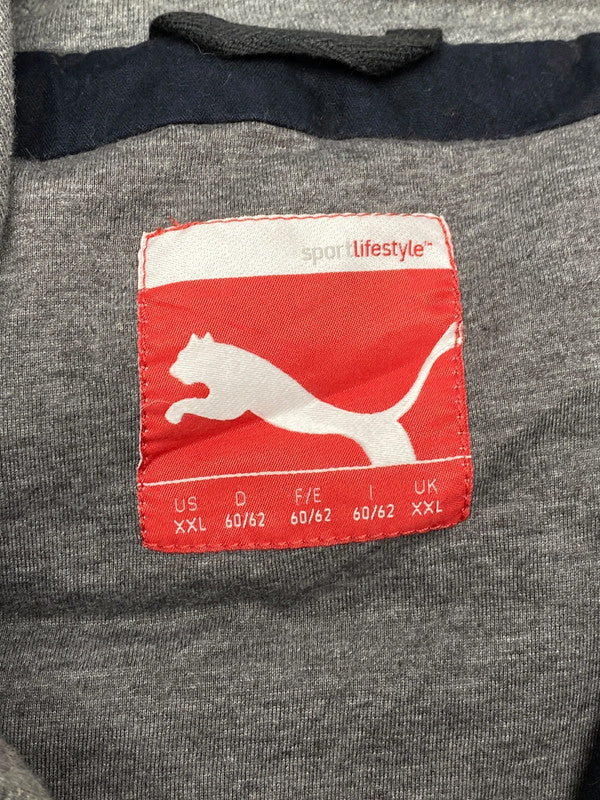 sportlifestyle™
US D F/E I UK
XXL 60/62 60/62 60/62 XXL